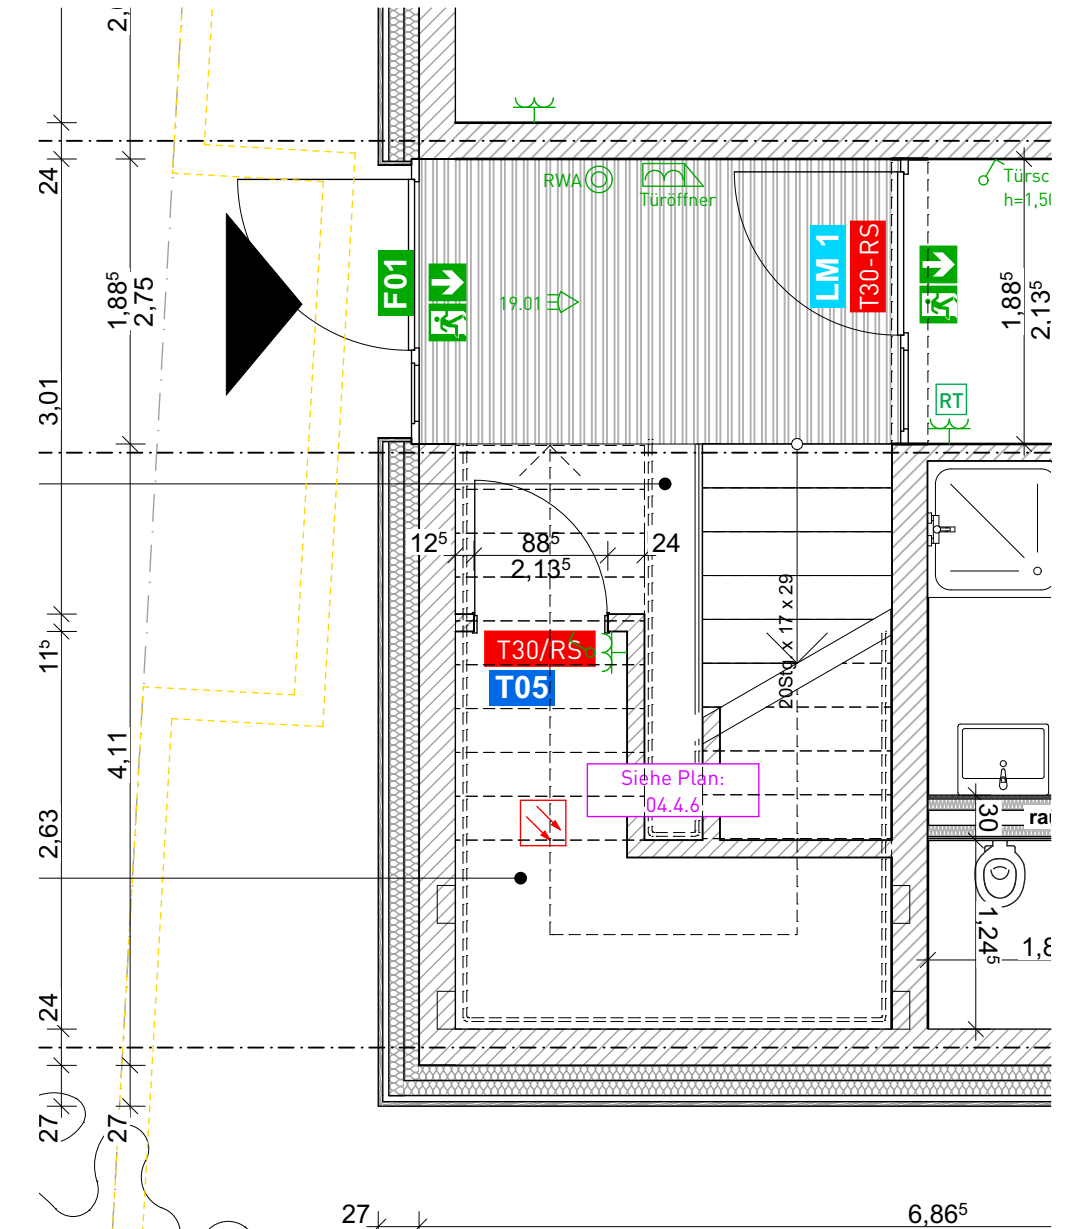 2,
24
RWA
Türöffner
Türsc
h=1,50
F01
LM 1
T30-RS
19.01
1,88⁵
2,75
1,88⁵
2,13⁵
3,01
RT
12⁵
88⁵
24
2,13⁵
20Stg. x 17 x 29
T30/RS
T05
11⁵
4,11
Siehe Plan:
04.4.6
2,63
30
rau
1,24⁵
1,8
24
27
27
27
6,86⁵